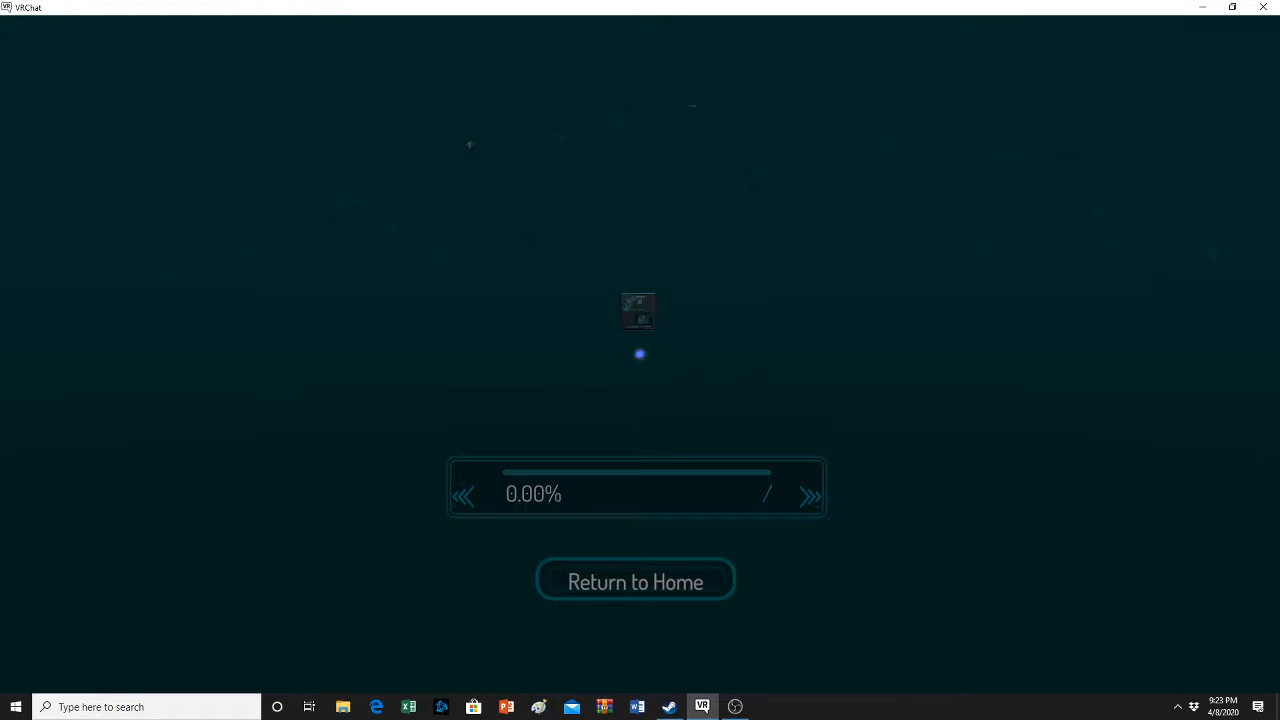 VRChat
0.00% /
Return to Home
Type here to search
9:23 PM
4/8/2020